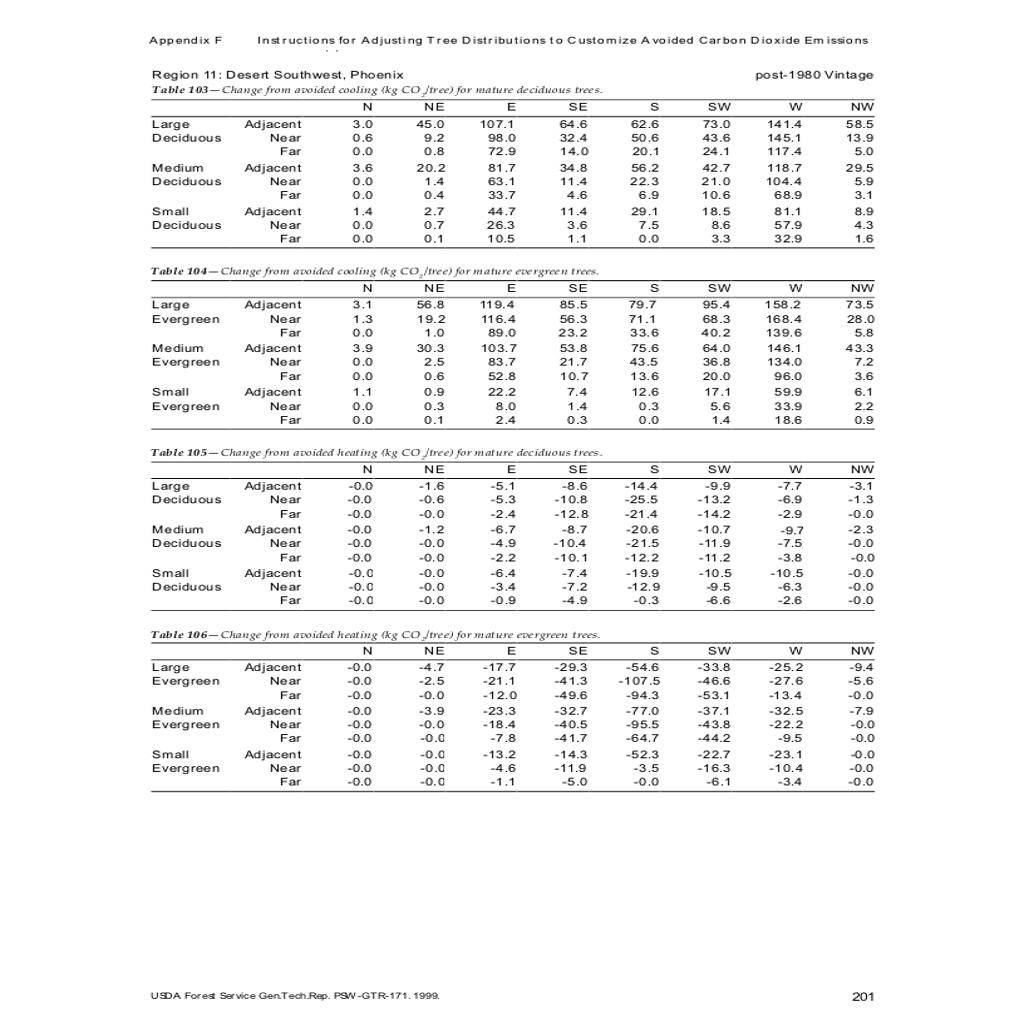 Appendix F Instructions for Adjusting Tree Distributions to Customize Avoided Carbon Dioxide Emissions
Region 11: Desert Southwest, Phoenix post-1980 Vintage
Table 103—Change from avoided cooling (kg CO2/tree) for mature deciduous trees.
N NE E SE S SW W NW
Large Adjacent 3.0 45.0 107.1 64.6 62.6 73.0 141.4 58.5
Deciduous Near 0.6 9.2 98.0 32.4 50.6 43.6 145.1 13.9
Far 0.0 0.8 72.9 14.0 20.1 24.1 117.4 5.0
Medium Adjacent 3.6 20.2 81.7 34.8 56.2 42.7 118.7 29.5
Deciduous Near 0.0 1.4 63.1 11.4 22.3 21.0 104.4 5.9
Far 0.0 0.4 33.7 4.6 6.9 10.6 68.9 3.1
Small Adjacent 1.4 2.7 44.7 11.4 29.1 18.5 81.1 8.9
Deciduous Near 0.0 0.7 26.3 3.6 7.5 8.6 57.9 4.3
Far 0.0 0.1 10.5 1.1 0.0 3.3 32.9 1.6
Table 104—Change from avoided cooling (kg CO2/tree) for mature evergreen trees.
N NE E SE S SW W NW
Large Adjacent 3.1 56.8 119.4 85.5 79.7 95.4 158.2 73.5
Evergreen Near 1.3 19.2 116.4 56.3 71.1 68.3 168.4 28.0
Far 0.0 1.0 89.0 23.2 33.6 40.2 139.6 5.8
Medium Adjacent 3.9 30.3 103.7 53.8 75.6 64.0 146.1 43.3
Evergreen Near 0.0 2.5 83.7 21.7 43.5 36.8 134.0 7.2
Far 0.0 0.6 52.8 10.7 13.6 20.0 96.0 3.6
Small Adjacent 1.1 0.9 22.2 7.4 12.6 17.1 59.9 6.1
Evergreen Near 0.0 0.3 8.0 1.4 0.3 5.6 33.9 2.2
Far 0.0 0.1 2.4 0.3 0.0 1.4 18.6 0.9
Table 105—Change from avoided heating (kg CO2/tree) for mature deciduous trees.
N NE E SE S SW W NW
Large Adjacent -0.0 -1.6 -5.1 -8.6 -14.4 -9.9 -7.7 -3.1
Deciduous Near -0.0 -0.6 -5.3 -10.8 -25.5 -13.2 -6.9 -1.3
Far -0.0 -0.0 -2.4 -12.8 -21.4 -14.2 -2.9 -0.0
Medium Adjacent -0.0 -1.2 -6.7 -8.7 -20.6 -10.7 -9.7 -2.3
Deciduous Near -0.0 -0.0 -4.9 -10.4 -21.5 -11.9 -7.5 -0.0
Far -0.0 -0.0 -2.2 -10.1 -12.2 -11.2 -3.8 -0.0
Small Adjacent -0.0 -0.0 -6.4 -7.4 -19.9 -10.5 -10.5 -0.0
Deciduous Near -0.0 -0.0 -3.4 -7.2 -12.9 -9.5 -6.3 -0.0
Far -0.0 -0.0 -0.9 -4.9 -0.3 -6.6 -2.6 -0.0
Table 106—Change from avoided heating (kg CO2/tree) for mature evergreen trees.
N NE E SE S SW W NW
Large Adjacent -0.0 -4.7 -17.7 -29.3 -54.6 -33.8 -25.2 -9.4
Evergreen Near -0.0 -2.5 -21.1 -41.3 -107.5 -46.6 -27.6 -5.6
Far -0.0 -0.0 -12.0 -49.6 -94.3 -53.1 -13.4 -0.0
Medium Adjacent -0.0 -3.9 -23.3 -32.7 -77.0 -37.1 -32.5 -7.9
Evergreen Near -0.0 -0.0 -18.4 -40.5 -95.5 -43.8 -22.2 -0.0
Far -0.0 -0.0 -7.8 -41.7 -64.7 -44.2 -9.5 -0.0
Small Adjacent -0.0 -0.0 -13.2 -14.3 -52.3 -22.7 -23.1 -0.0
Evergreen Near -0.0 -0.0 -4.6 -11.9 -3.5 -16.3 -10.4 -0.0
Far -0.0 -0.0 -1.1 -5.0 -0.0 -6.1 -3.4 -0.0
USDA Forest Service Gen.Tech.Rep. PSW-GTR-171. 1999. 201